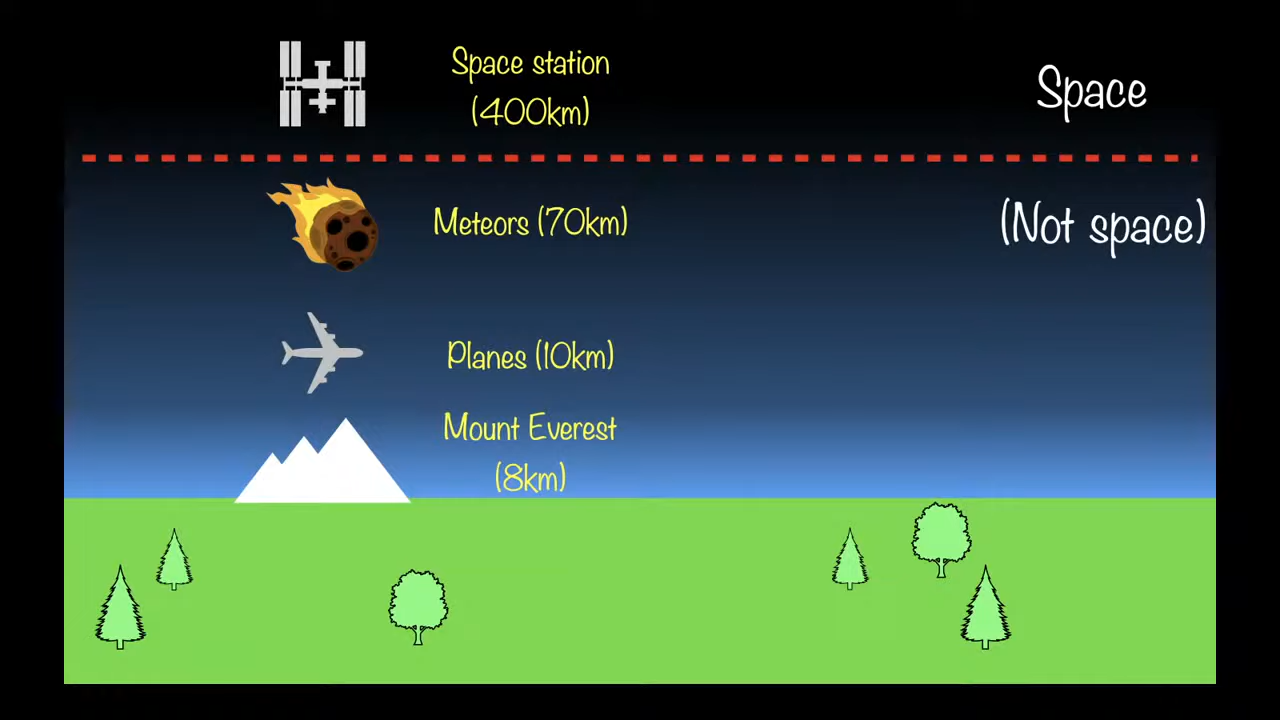 Space station
(400km)
Space
Meteors (70km)
(Not space)
Planes (10km)
Mount Everest
(8km)